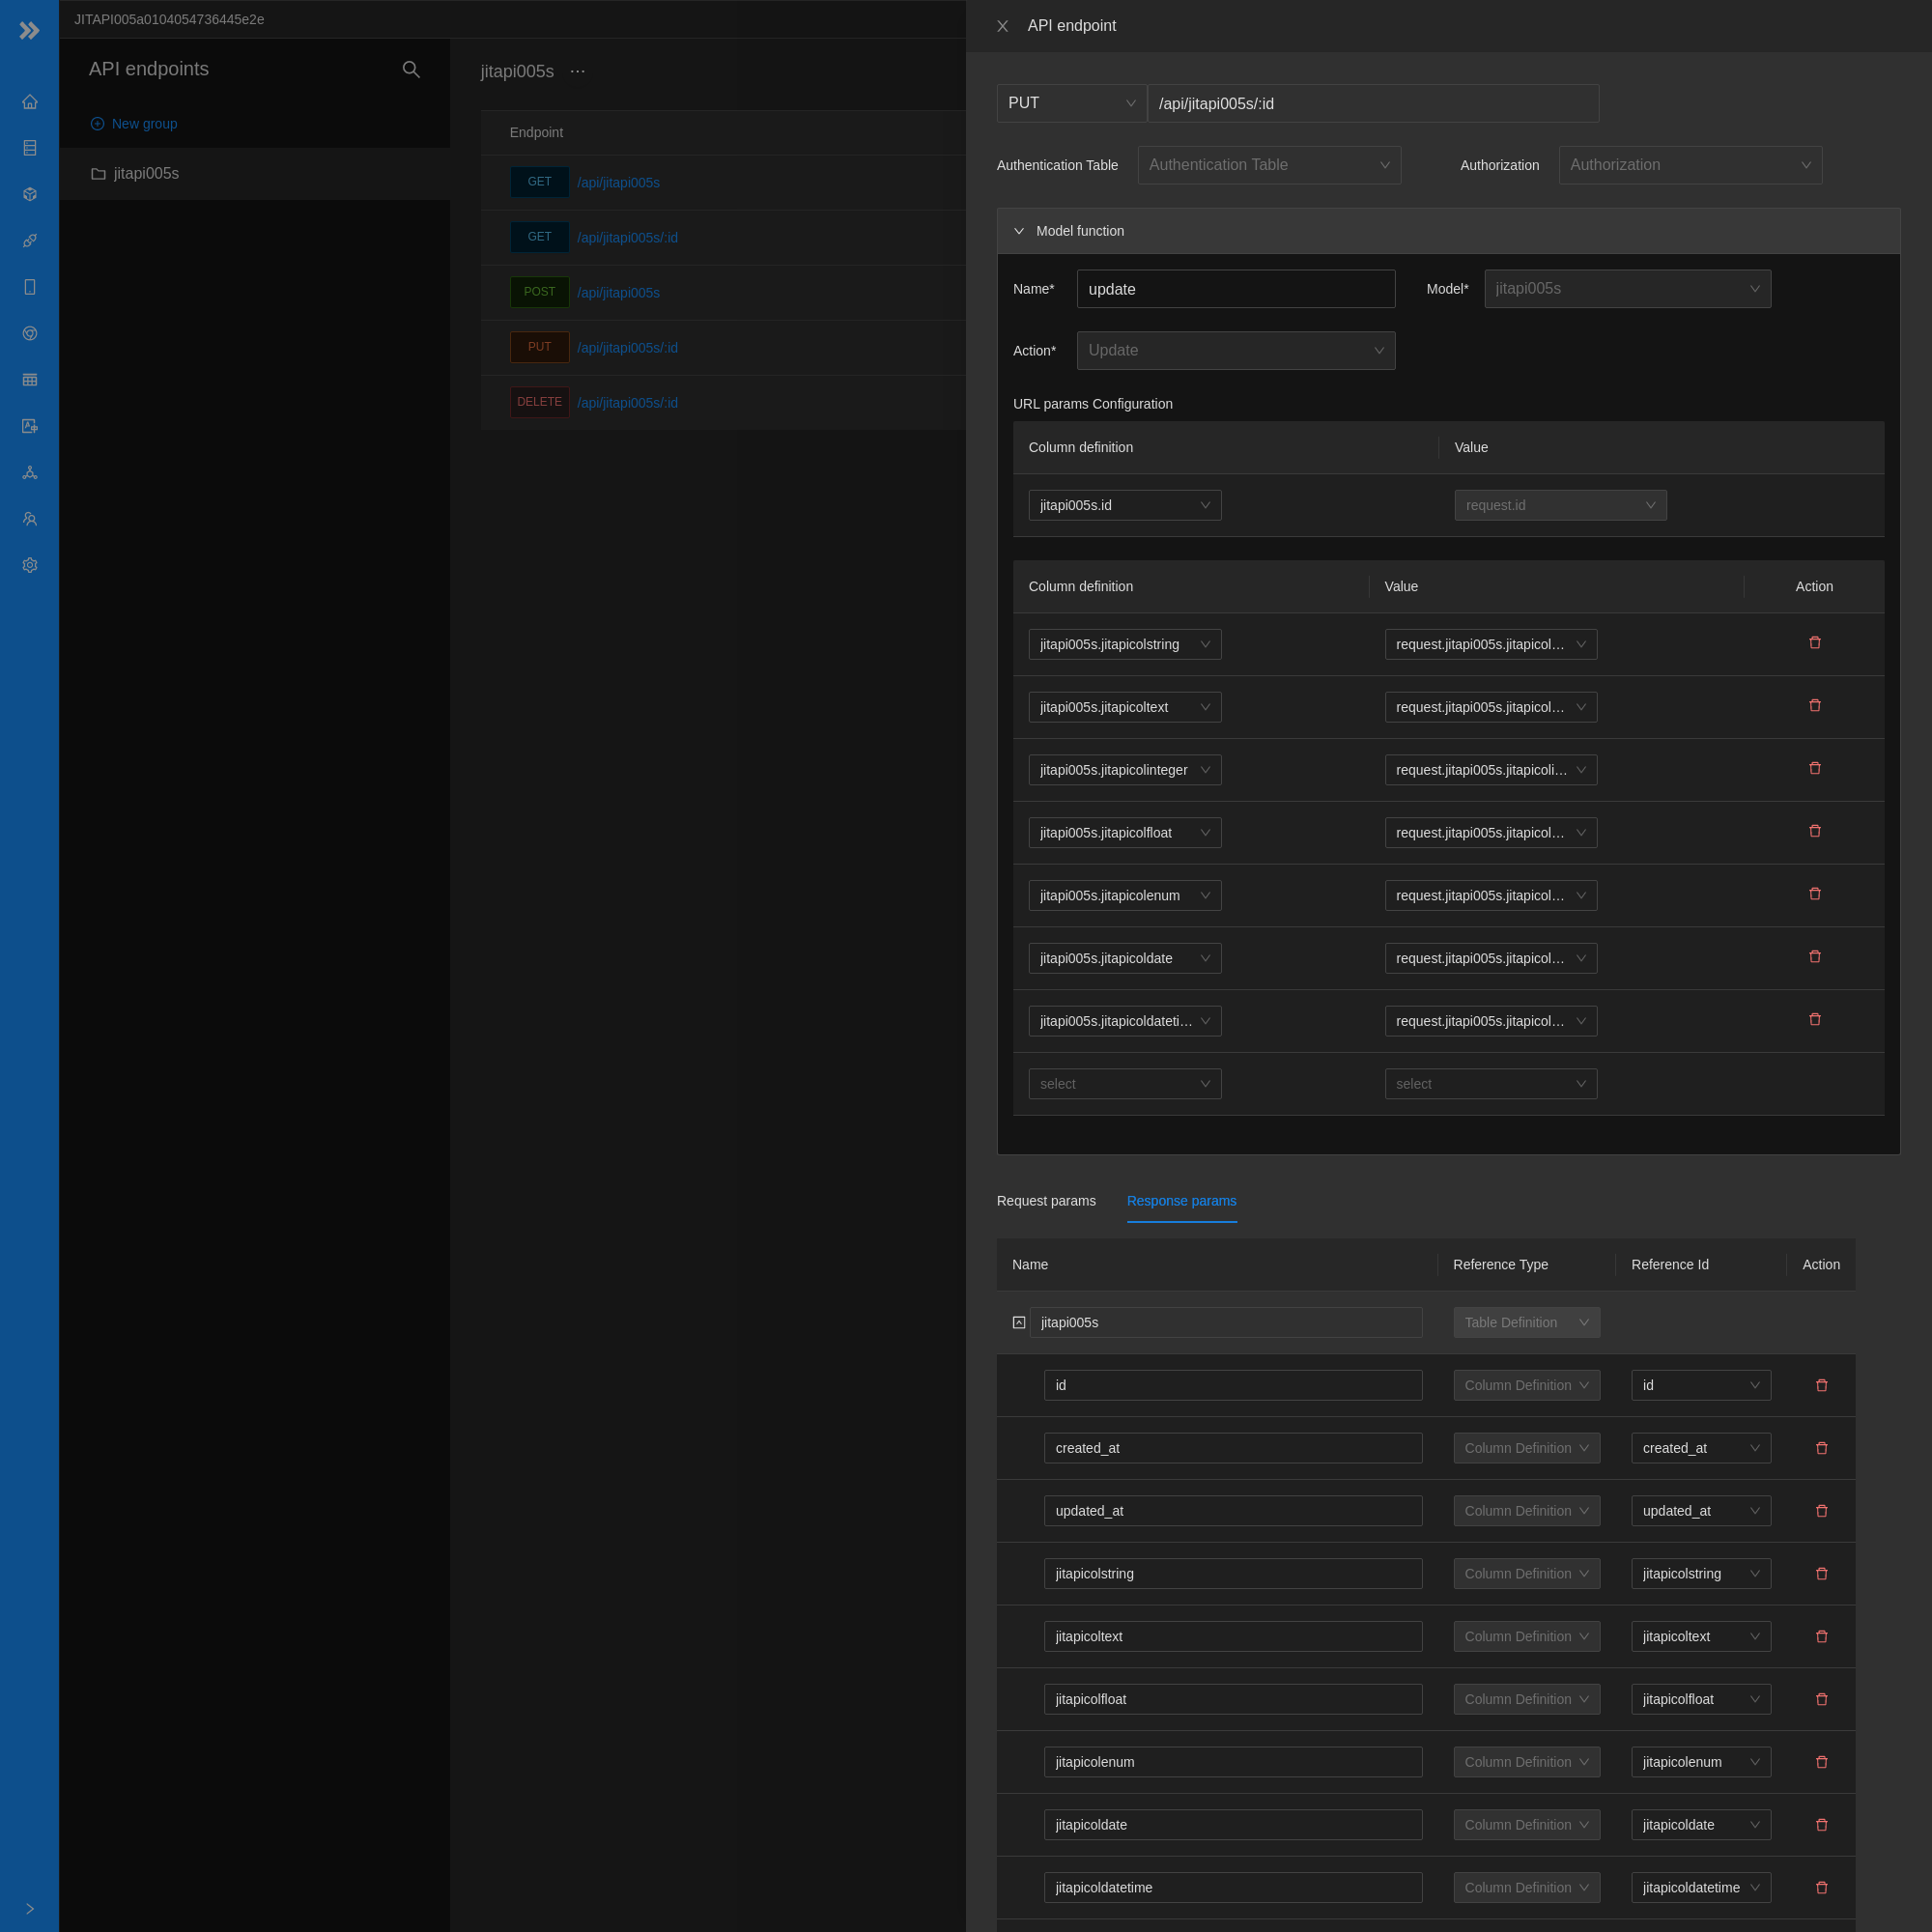 JITAPI005a0104054736445e2e
API endpoints
New group
jitapi005s
jitapi005s
Endpoint
GET /api/jitapi005s
GET /api/jitapi005s/:id
POST /api/jitapi005s
PUT /api/jitapi005s/:id
DELETE /api/jitapi005s/:id
API endpoint
PUT /api/jitapi005s/:id
Authentication Table Authentication Table Authorization Authorization
Model function
Name* update Model* jitapi005s
Action* Update
URL params Configuration
Column definition Value
jitapi005s.id request.id
Column definition Value Action
jitapi005s.jitapicolstring request.jitapi005s.jitapicol…
jitapi005s.jitapicoltext request.jitapi005s.jitapicol…
jitapi005s.jitapicolinteger request.jitapi005s.jitapicoli…
jitapi005s.jitapicolfloat request.jitapi005s.jitapicol…
jitapi005s.jitapicolenum request.jitapi005s.jitapicol…
jitapi005s.jitapicoldate request.jitapi005s.jitapicol…
jitapi005s.jitapicoldateti… request.jitapi005s.jitapicol…
select select
Request params Response params
Name Reference Type Reference Id Action
jitapi005s Table Definition
id Column Definition id
created_at Column Definition created_at
updated_at Column Definition updated_at
jitapicolstring Column Definition jitapicolstring
jitapicoltext Column Definition jitapicoltext
jitapicolfloat Column Definition jitapicolfloat
jitapicolenum Column Definition jitapicolenum
jitapicoldate Column Definition jitapicoldate
jitapicoldatetime Column Definition jitapicoldatetime